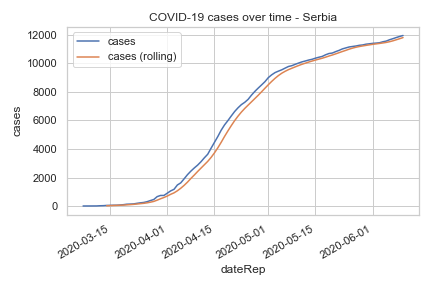 COVID-19 cases over time - Serbia
cases
cases (rolling)
12000
10000
8000
6000
4000
2000
0
cases
2020-03-15
2020-04-01
2020-04-15
2020-05-01
2020-05-15
2020-06-01
dateRep